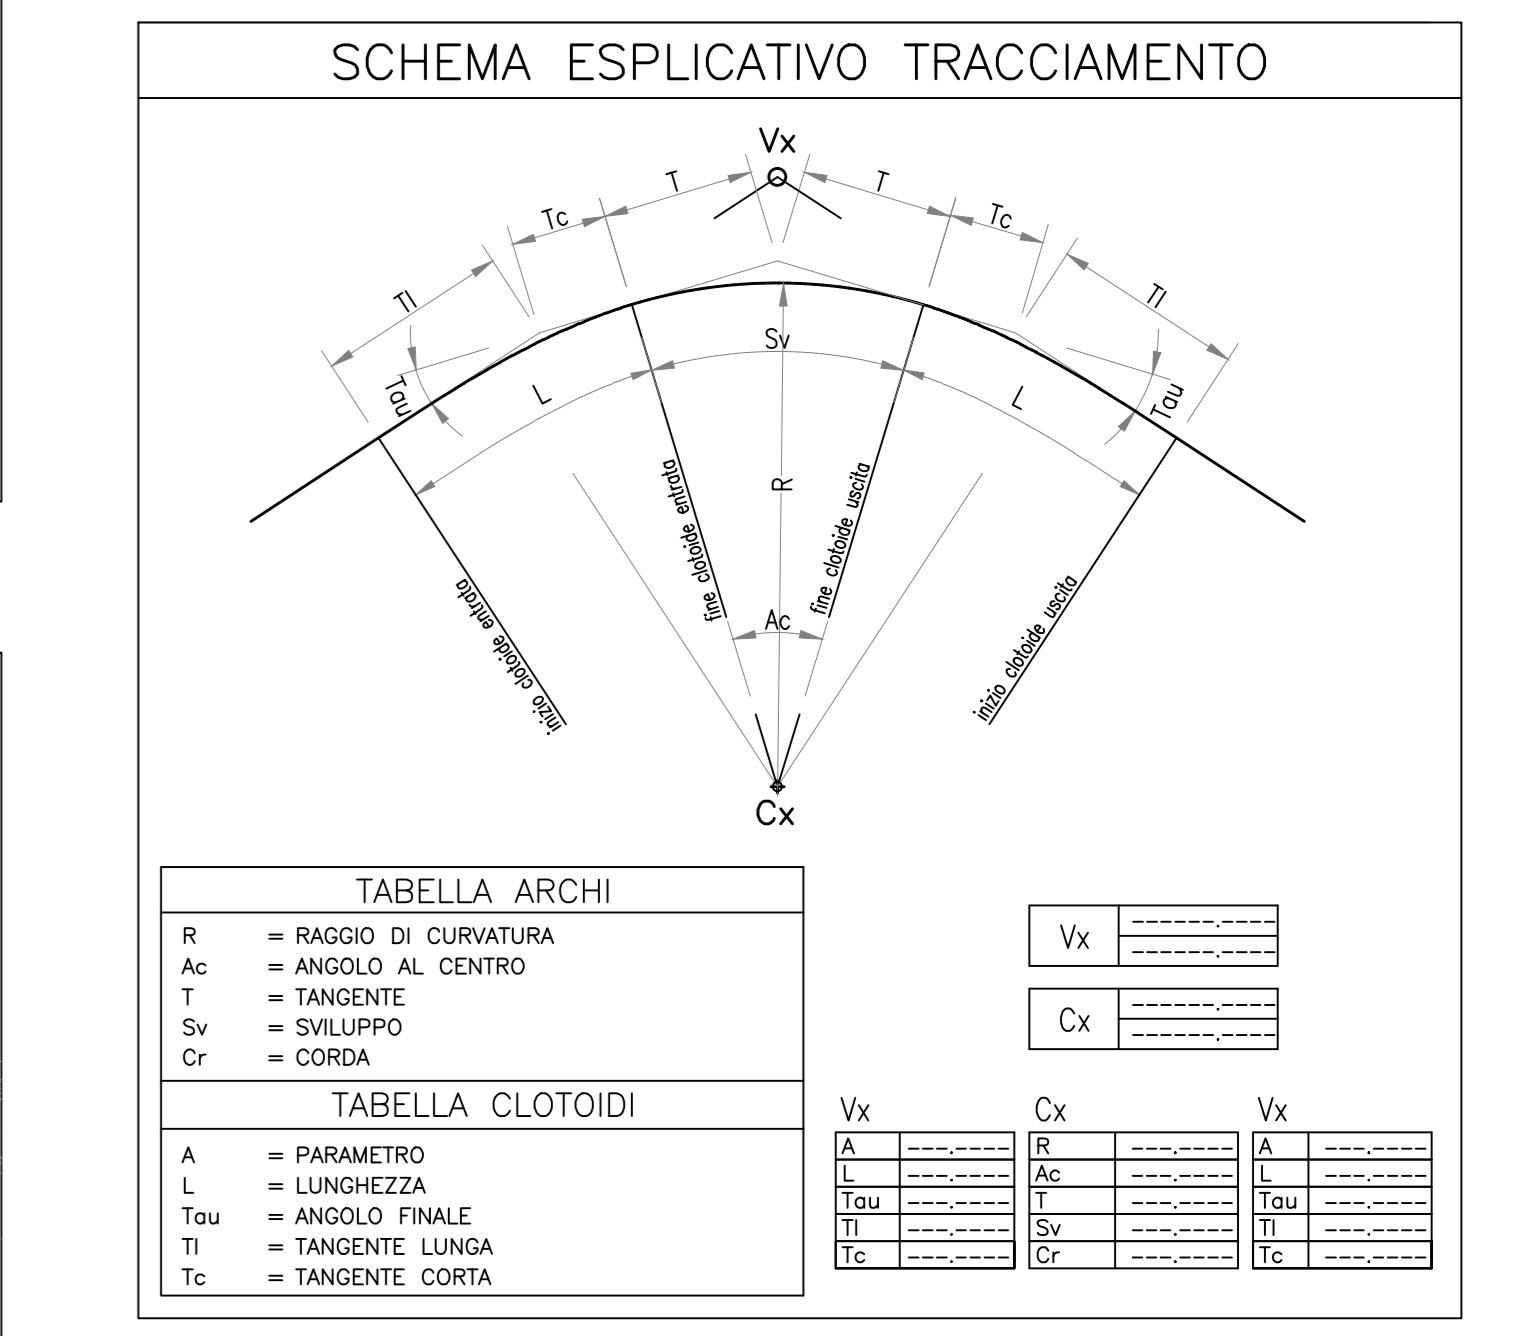 SCHEMA ESPLICATIVO TRACCIAMENTO
Vx
T
T
Tc
Tc
Tl
Tl
Sv
Tau
Tau
L
L
R
fine clotoide entrata
fine clotoide uscita
inizio clotoide entrata
inizio clotoide uscita
Ac
Cx
TABELLA ARCHI
R = RAGGIO DI CURVATURA
Ac = ANGOLO AL CENTRO
T = TANGENTE
Sv = SVILUPPO
Cr = CORDA
TABELLA CLOTOIDI
A = PARAMETRO
L = LUNGHEZZA
Tau = ANGOLO FINALE
Tl = TANGENTE LUNGA
Tc = TANGENTE CORTA
Vx ------.----
------.----
Cx ------.----
------.----
Vx Cx Vx
A ---.---- R ---.---- A ---.----
L ---.---- Ac ---.---- L ---.----
Tau ---.---- T ---.---- Tau ---.----
Tl ---.---- Sv ---.---- Tl ---.----
Tc ---.---- Cr ---.---- Tc ---.----